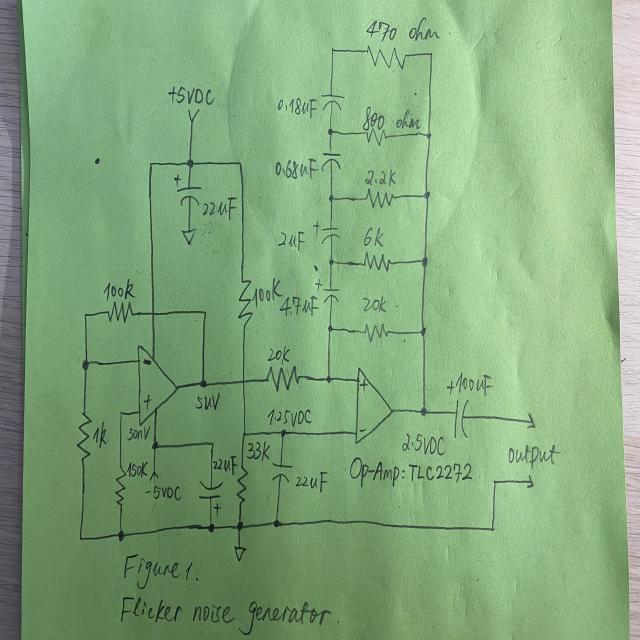 470 ohm
+5VDC
0.18uF
800 ohm
0.68uF
2.2k
+
22uF
+
2uF
6k
100k
100k
+
4.7uF
20k
20k
-
+
+100uF
5uV
+
1k
+
50nV
1.25VDC
-
2.5VDC
output
150k
22uF
33k
22uF
Op-Amp: TLC2272
-5VDC
+
Figure 1.
Flicker noise generator.